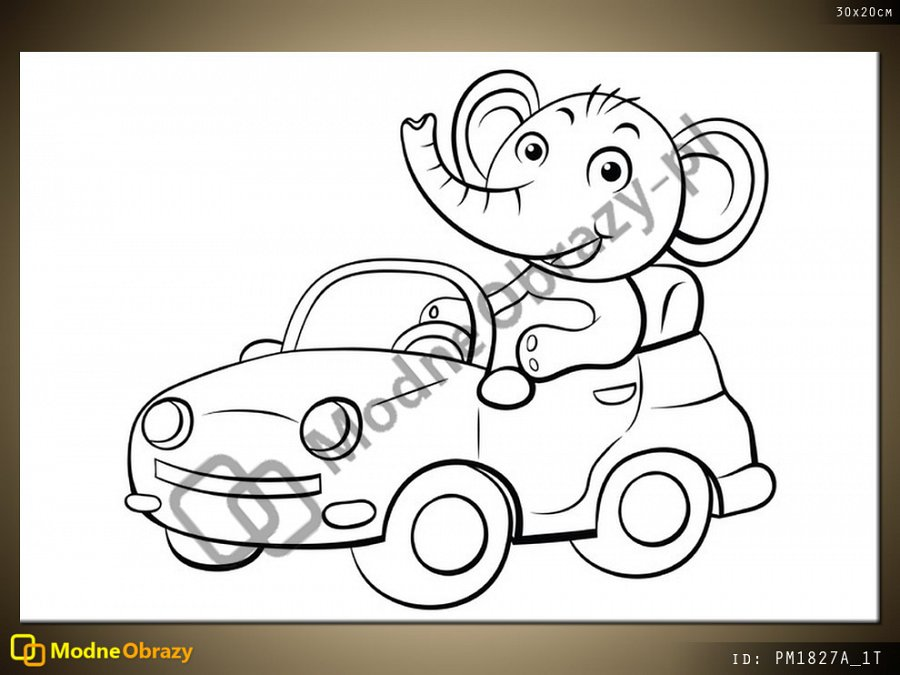 30x20cm
ModneObrazy-pl
ModneObrazy
ID: PM1827A_1T